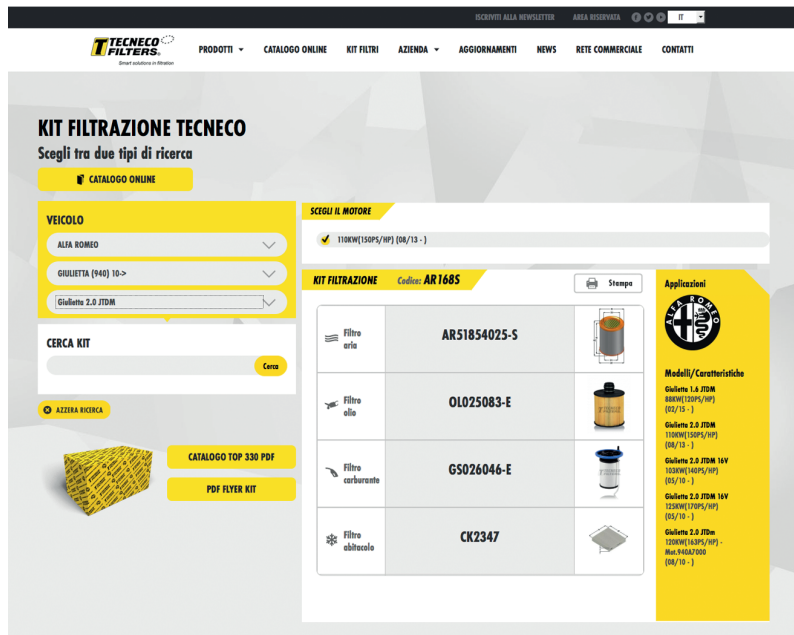 ISCRIVITI ALLA NEWSLETTER AREA RISERVATA IT
TECNECO
FILTERS®
Smart solutions in filtration
PRODOTTI CATALOGO ONLINE KIT FILTRI AZIENDA AGGIORNAMENTI NEWS RETE COMMERCIALE CONTATTI
KIT FILTRAZIONE TECNECO
Scegli tra due tipi di ricerca
CATALOGO ONLINE
VEICOLO
ALFA ROMEO
GIULIETTA (940) 10->
Giulietta 2.0 JTDM
CERCA KIT
Cerca
AZZERA RICERCA
CATALOGO TOP 330 PDF
PDF FLYER KIT
SCEGLI IL MOTORE
110KW(150PS/HP) (08/13 - )
KIT FILTRAZIONE Codice: AR168S
Stampa
Filtro
aria
AR51854025-S
Filtro
olio
OL025083-E
Filtro
carburante
GS026046-E
Filtro
abitacolo
CK2347
Applicazioni
ALFA ROMEO
Modelli/Caratteristiche
Giulietta 1.6 JTDM
88KW(120PS/HP)
(02/15 - )
Giulietta 2.0 JTDM
110KW(150PS/HP)
(08/13 - )
Giulietta 2.0 JTDM 16V
103KW(140PS/HP)
(05/10 - )
Giulietta 2.0 JTDM 16V
125KW(170PS/HP)
(05/10 - )
Giulietta 2.0 JTDm
120KW(163PS/HP) -
Mot.940A7000
(08/10 - )